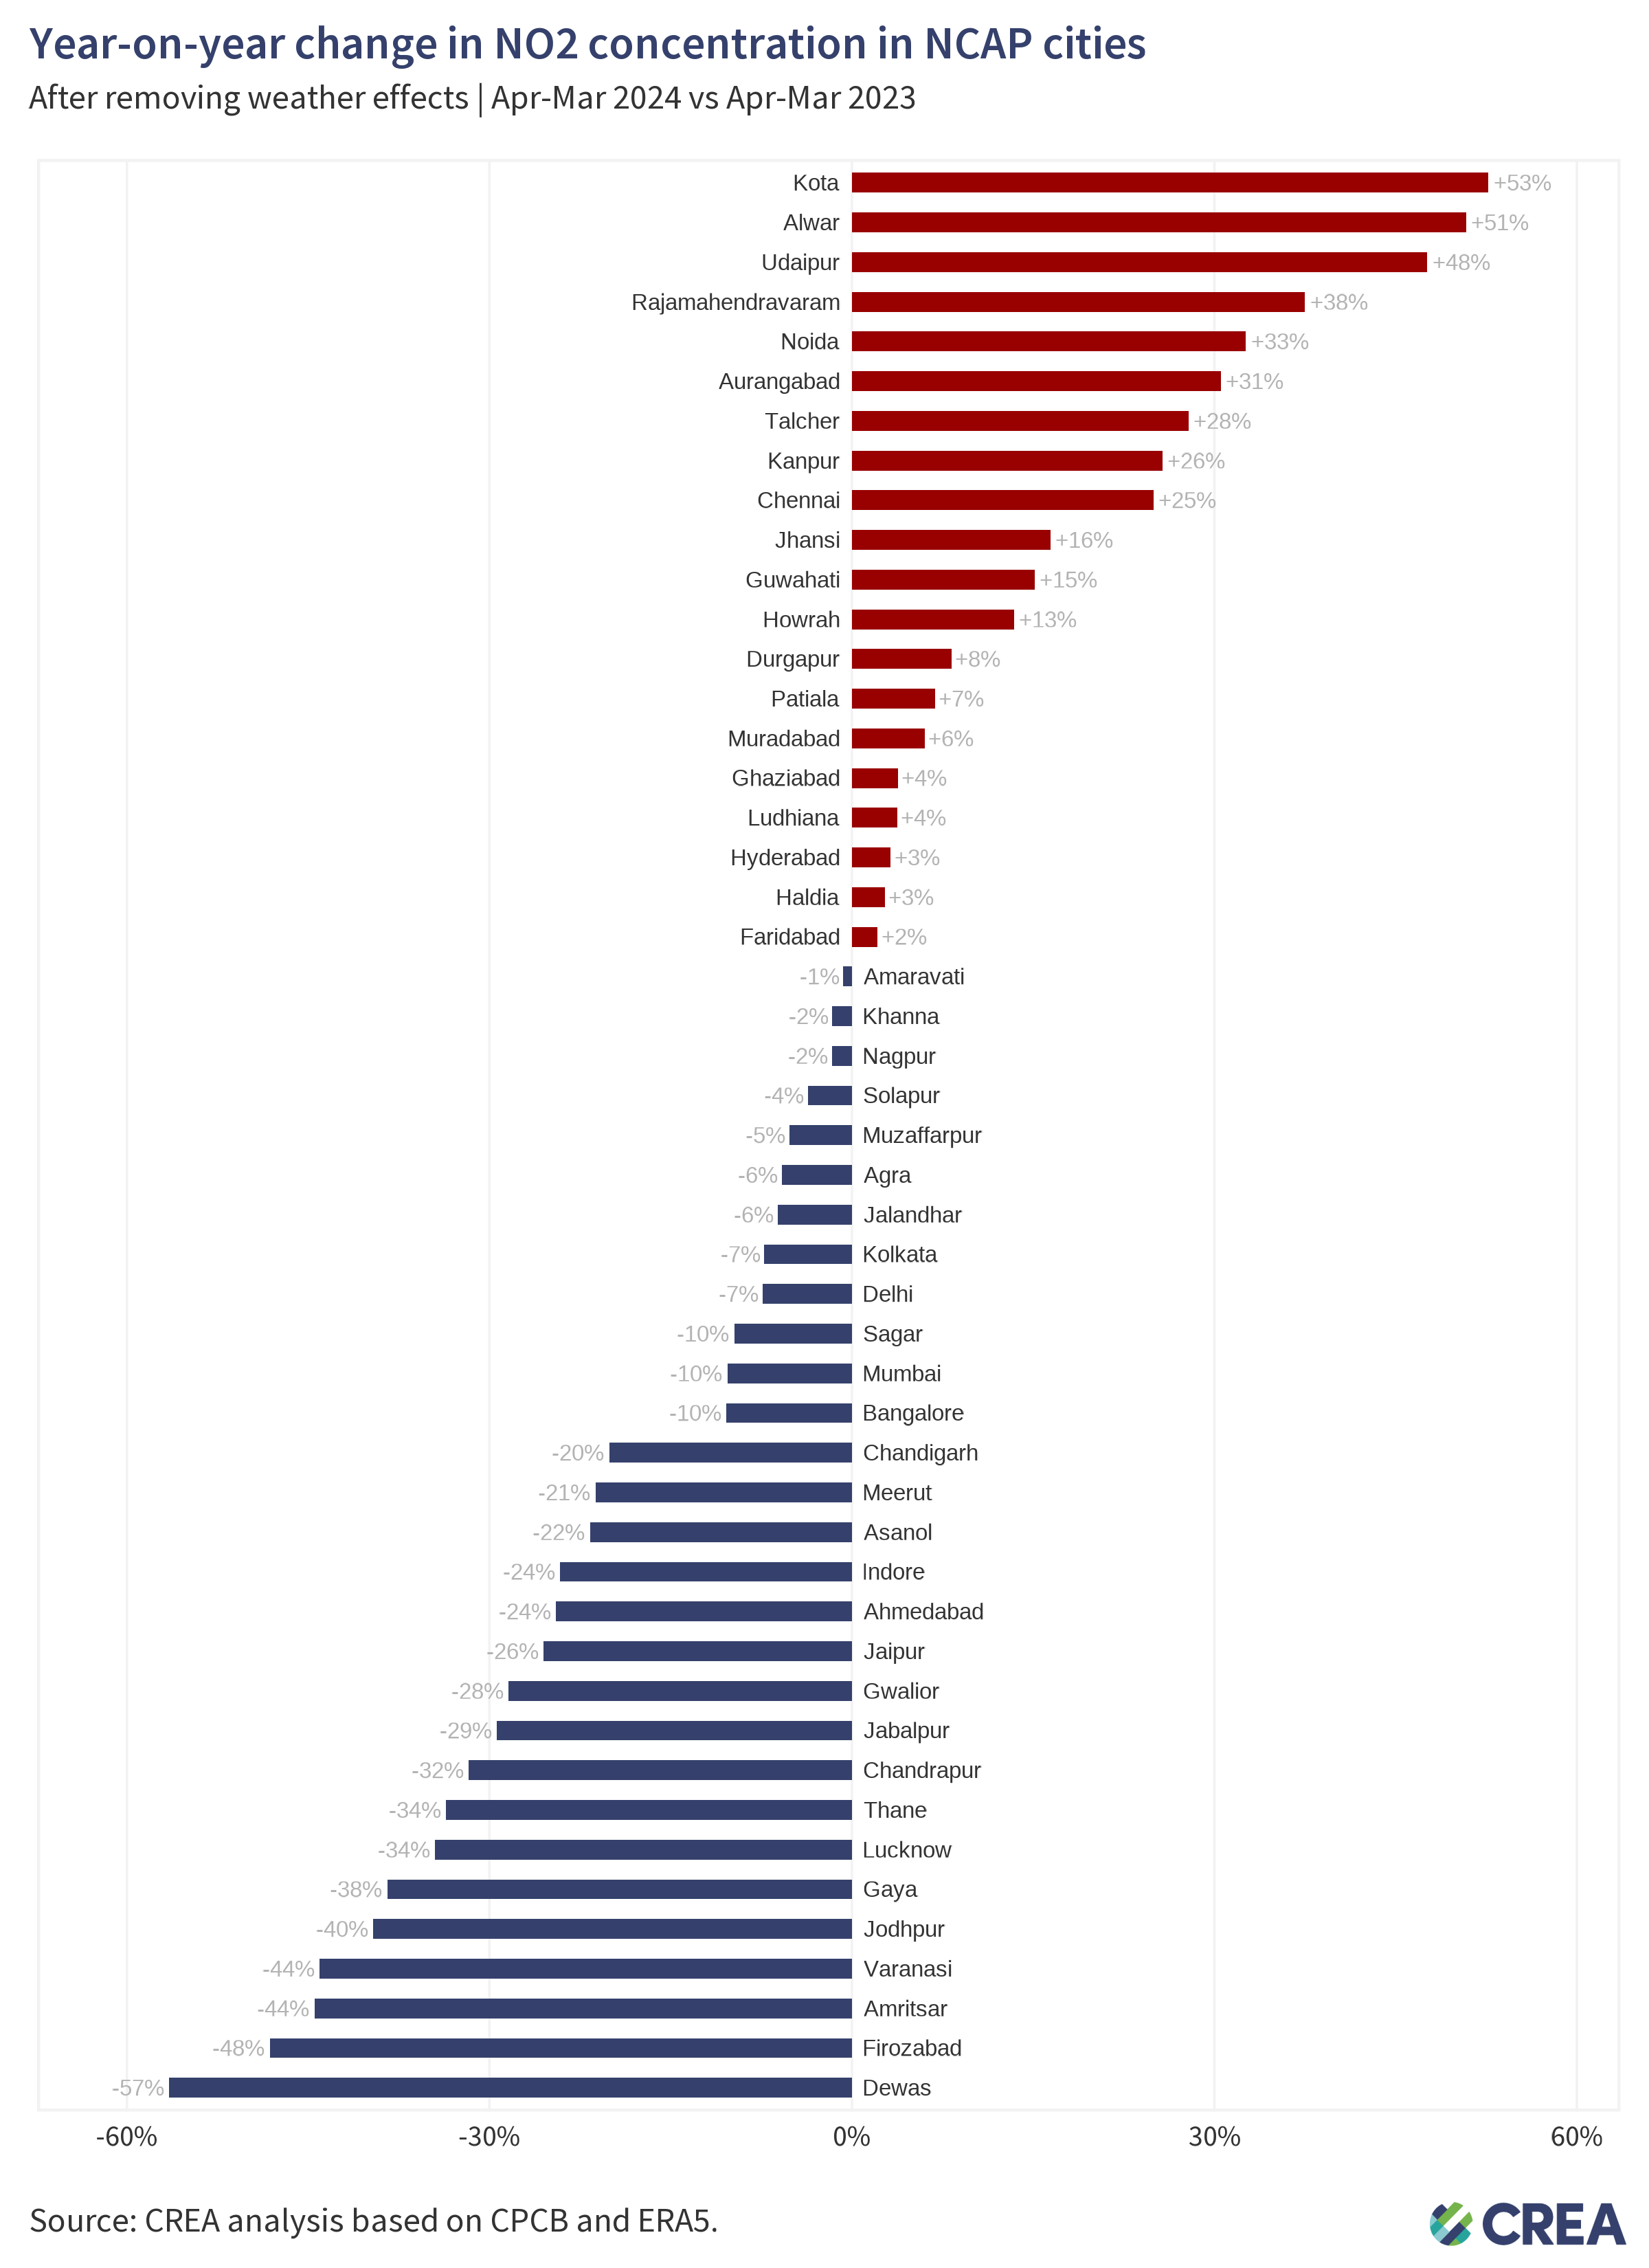 Year-on-year change in NO2 concentration in NCAP cities
After removing weather effects | Apr-Mar 2024 vs Apr-Mar 2023
Kota +53%
Alwar +51%
Udaipur +48%
Rajamahendravaram +38%
Noida +33%
Aurangabad +31%
Talcher +28%
Kanpur +26%
Chennai +25%
Jhansi +16%
Guwahati +15%
Howrah +13%
Durgapur +8%
Patiala +7%
Muradabad +6%
Ghaziabad +4%
Ludhiana +4%
Hyderabad +3%
Haldia +3%
Faridabad +2%
-1% Amaravati
-2% Khanna
-2% Nagpur
-4% Solapur
-5% Muzaffarpur
-6% Agra
-6% Jalandhar
-7% Kolkata
-7% Delhi
-10% Sagar
-10% Mumbai
-10% Bangalore
-20% Chandigarh
-21% Meerut
-22% Asanol
-24% Indore
-24% Ahmedabad
-26% Jaipur
-28% Gwalior
-29% Jabalpur
-32% Chandrapur
-34% Thane
-34% Lucknow
-38% Gaya
-40% Jodhpur
-44% Varanasi
-44% Amritsar
-48% Firozabad
-57% Dewas
-60% -30% 0% 30% 60%
Source: CREA analysis based on CPCB and ERA5.
CREA